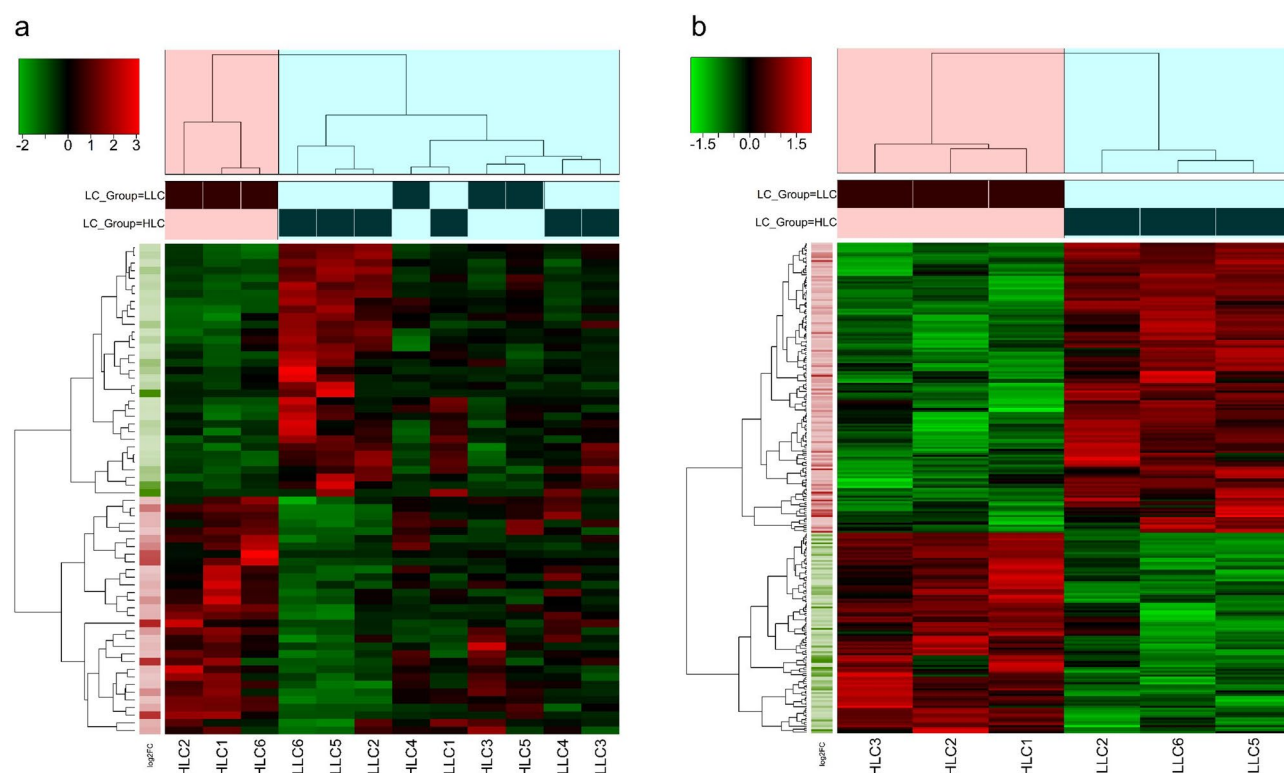 a
-2 0 1 2 3
LC_Group=LLC
LC_Group=HLC
log2FC
HLC2
HLC1
HLC6
LLC6
LLC5
LLC2
HLC4
LLC1
HLC3
HLC5
LLC4
LLC3
b
-1.5 0.0 1.5
LC_Group=LLC
LC_Group=HLC
log2FC
HLC3
HLC2
HLC1
LLC2
LLC6
LLC5